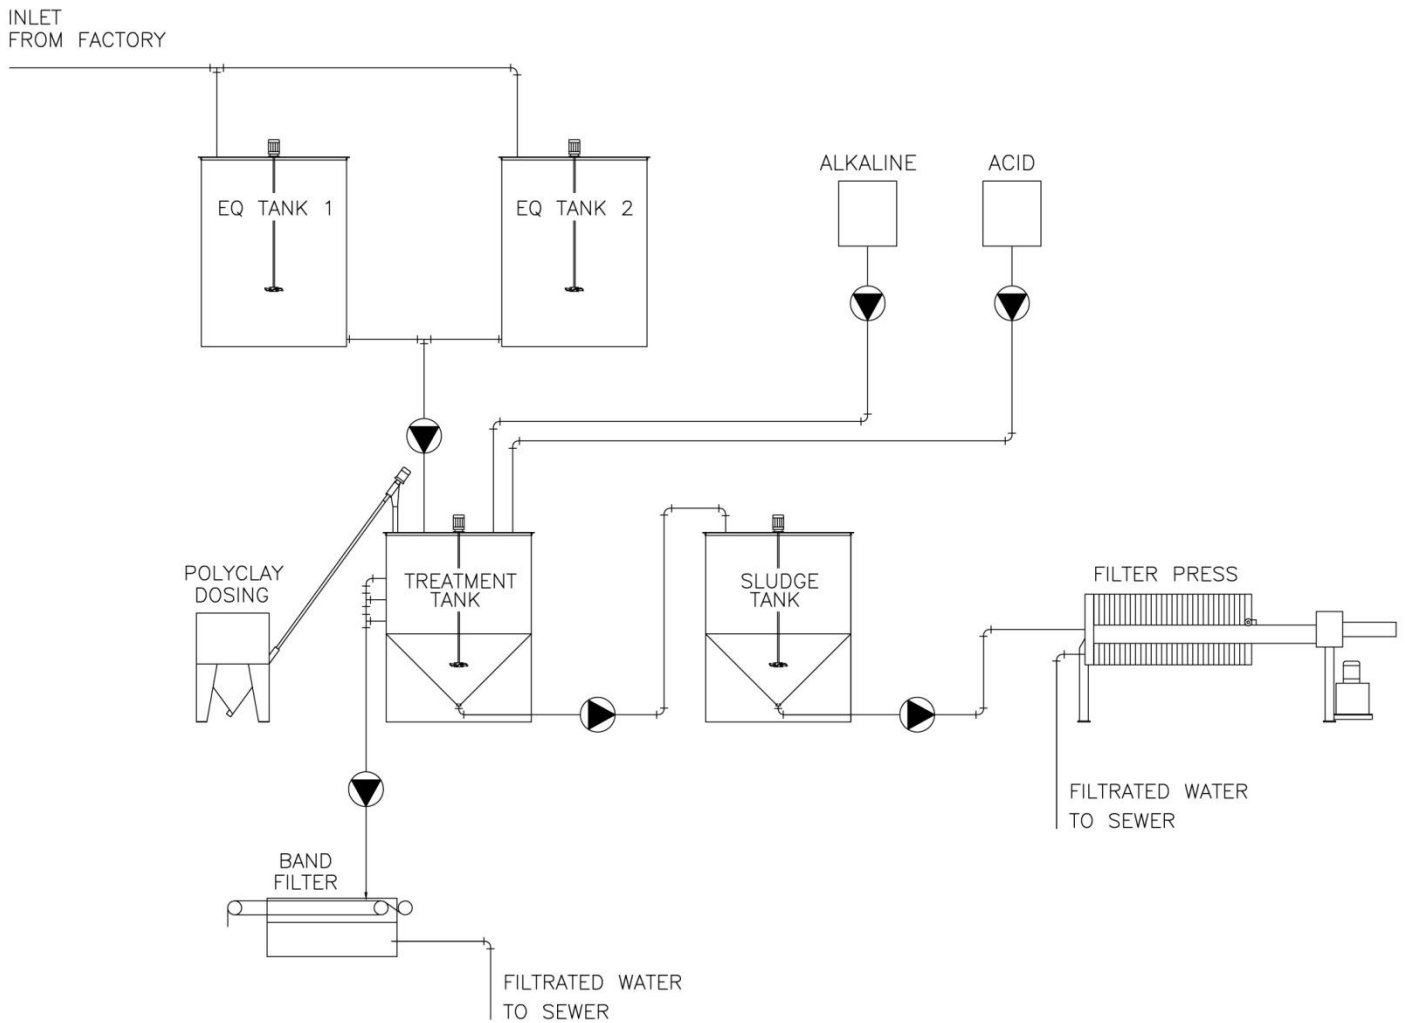 INLET
FROM FACTORY
EQ TANK 1
EQ TANK 2
ALKALINE
ACID
POLYCLAY
DOSING
TREATMENT
TANK
SLUDGE
TANK
FILTER PRESS
FILTRATED WATER
TO SEWER
BAND
FILTER
FILTRATED WATER
TO SEWER